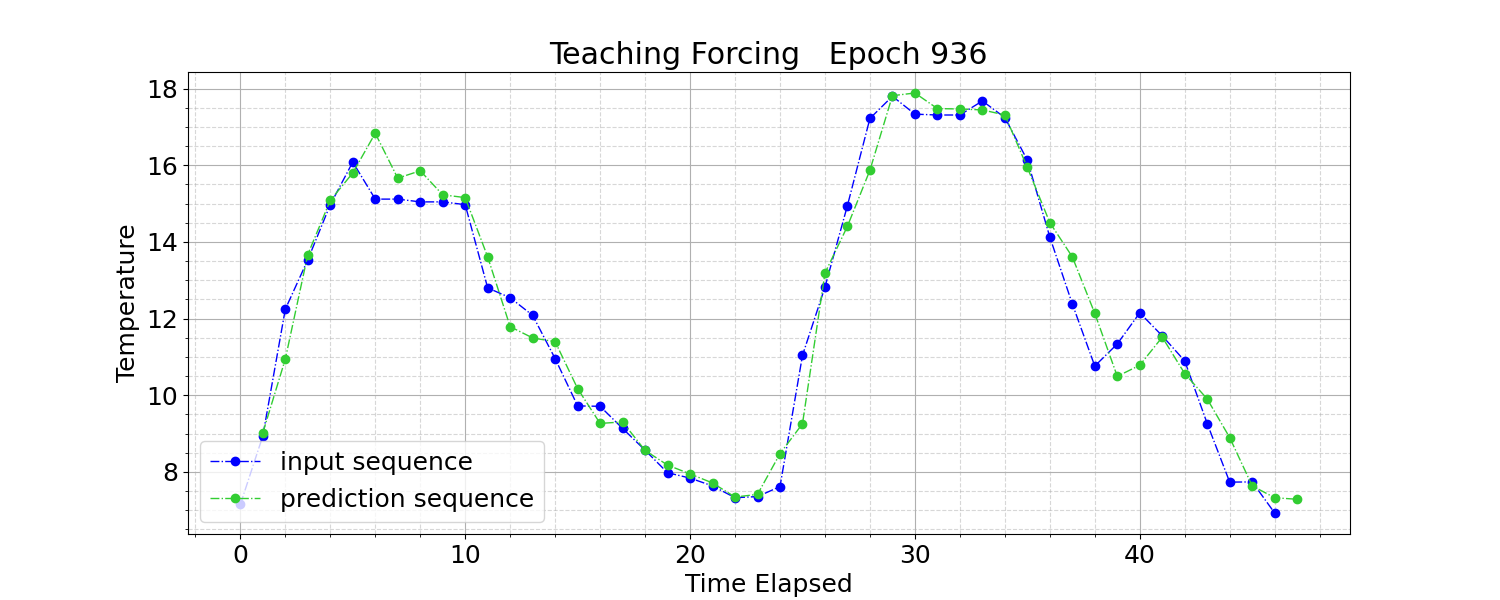 Teaching Forcing   Epoch 936
18
16
14
12
10
8
Temperature
input sequence
prediction sequence
0 10 20 30 40
Time Elapsed